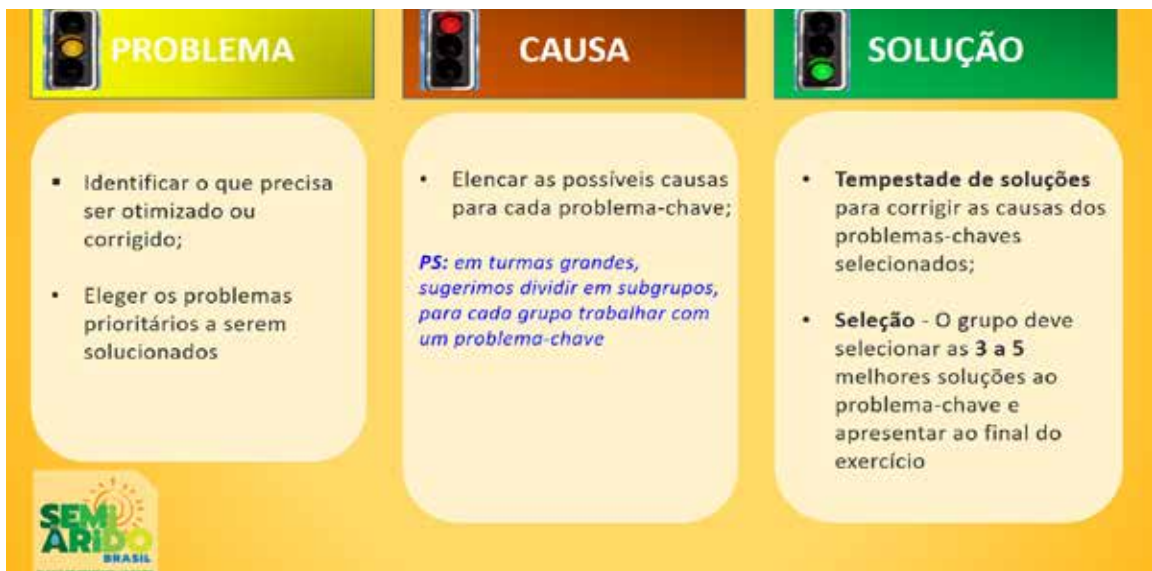 PROBLEMA
▪ Identificar o que precisa
ser otimizado ou
corrigido;
• Eleger os problemas
prioritários a serem
solucionados
CAUSA
• Elencar as possíveis causas
para cada problema-chave;
PS: em turmas grandes,
sugerimos dividir em subgrupos,
para cada grupo trabalhar com
um problema-chave
SOLUÇÃO
• Tempestade de soluções
para corrigir as causas dos
problemas-chaves
selecionados;
• Seleção - O grupo deve
selecionar as 3 a 5
melhores soluções ao
problema-chave e
apresentar ao final do
exercício
SEMI
ÁRIDO
BRASIL